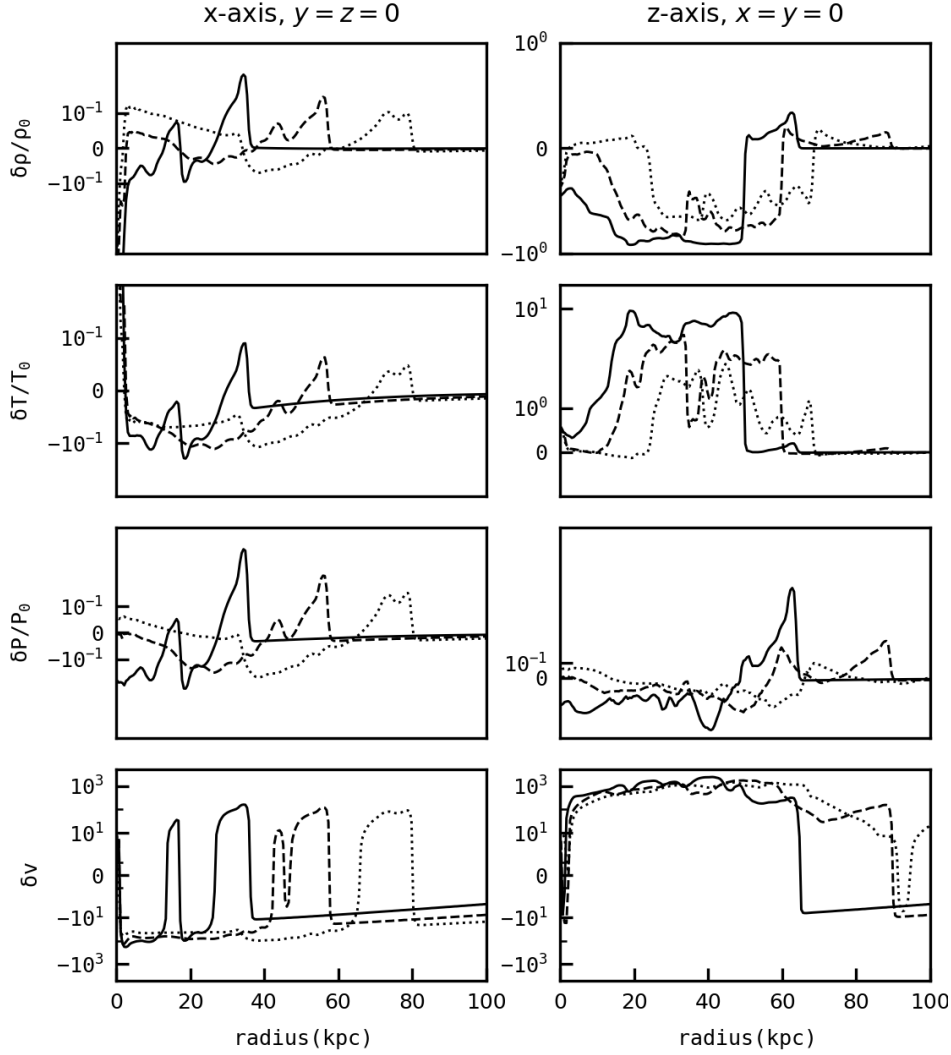 x-axis, y = z = 0
z-axis, x = y = 0
δρ/ρ₀
10⁻¹
0
−10⁻¹
10⁰
0
−10⁰
δT/T₀
10⁻¹
0
−10⁻¹
10¹
10⁰
0
δP/P₀
10⁻¹
0
−10⁻¹
10⁻¹
0
δv
10³
10¹
0
−10¹
−10³
10³
10¹
0
−10¹
−10³
0 20 40 60 80 100
0 20 40 60 80 100
radius(kpc)
radius(kpc)